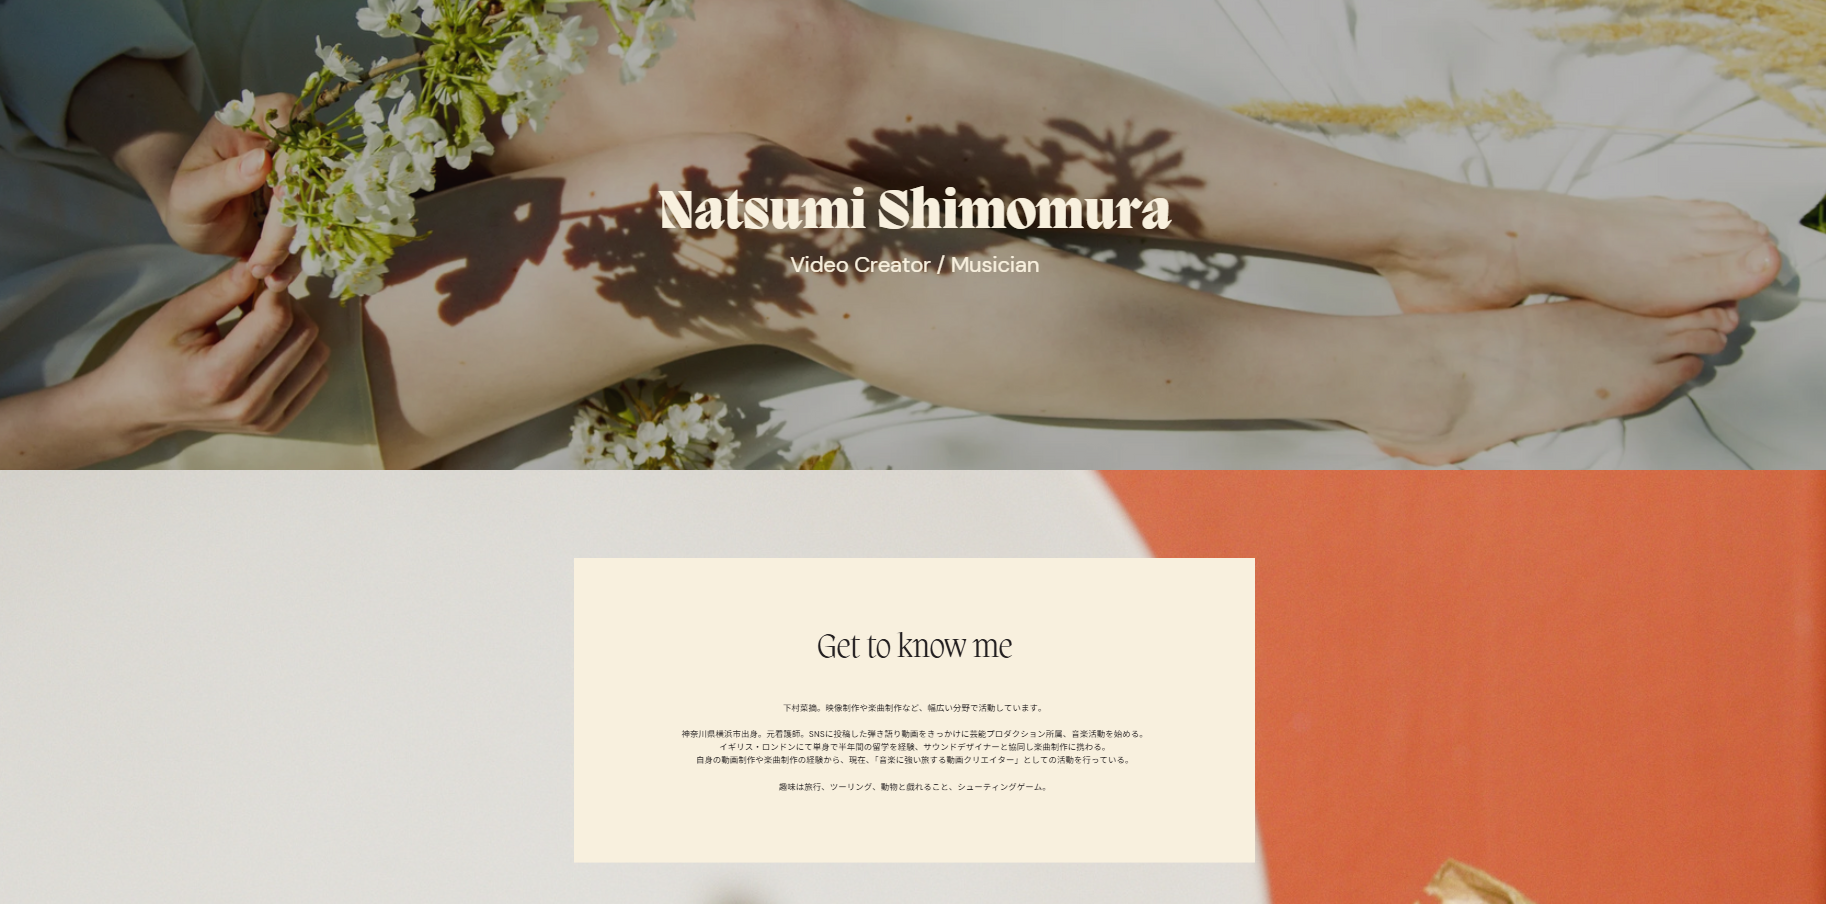 Natsumi Shimomura
Video Creator / Musician
Get to know me
下村菜摘。映像制作や楽曲制作など、幅広い分野で活動しています。
神奈川県横浜市出身。元看護師。SNSに投稿した弾き語り動画をきっかけに芸能プロダクション所属、音楽活動を始める。
イギリス・ロンドンにて単身で半年間の留学を経験、サウンドデザイナーと協同し楽曲制作に携わる。
自身の動画制作や楽曲制作の経験から、現在、「音楽に強い旅する動画クリエイター」としての活動を行っている。
趣味は旅行、ツーリング、動物と戯れること、シューティングゲーム。